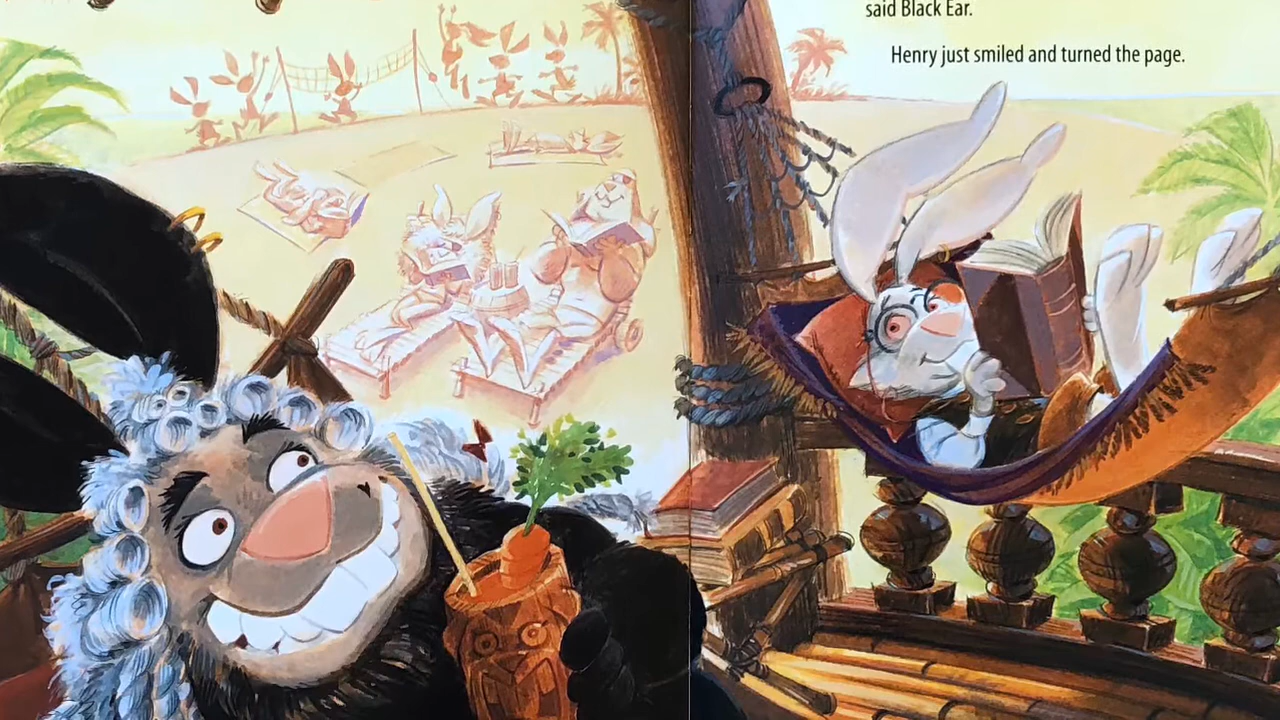 said Black Ear.
Henry just smiled and turned the page.